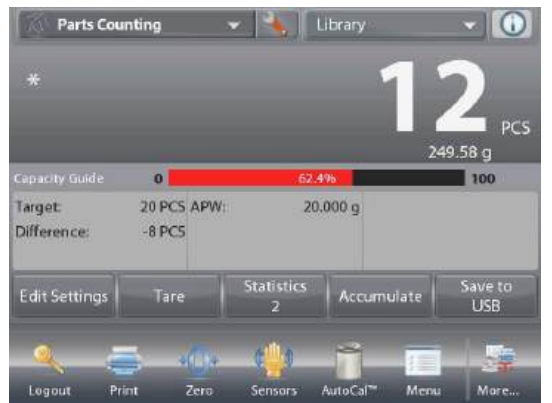 Parts Counting Library
*
12 PCS
249.58 g
Capacity Guide 0 62.4% 100
Target: 20 PCS APW: 20.000 g
Difference: -8 PCS
Edit Settings Tare Statistics 2 Accumulate Save to USB
Logout Print Zero Sensors AutoCal™ Menu More...